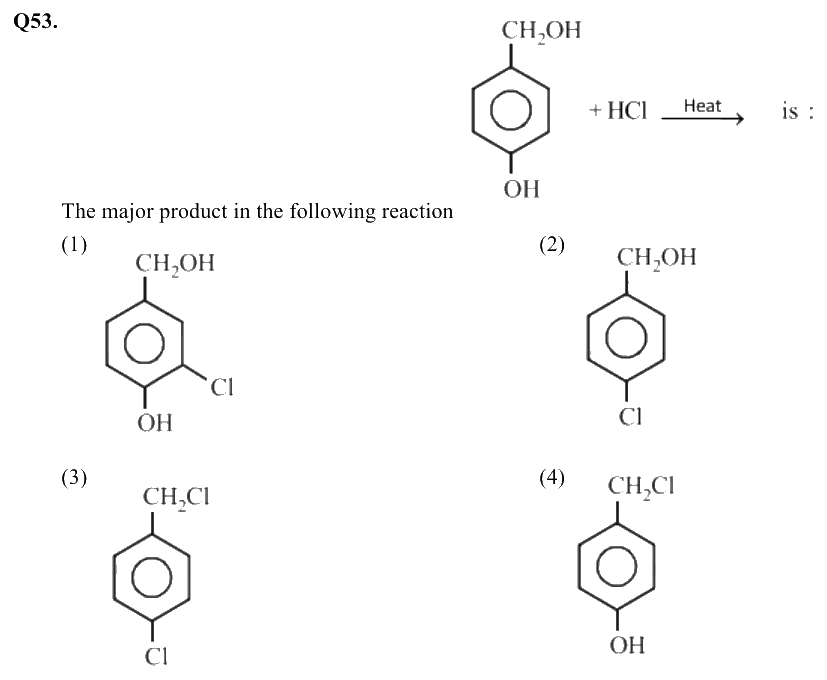 Q53.
CH₂OH
+ HCl Heat is :
OH
The major product in the following reaction
(1) (2)
CH₂OH CH₂OH
Cl
OH Cl
(3) (4)
CH₂Cl CH₂Cl
Cl OH